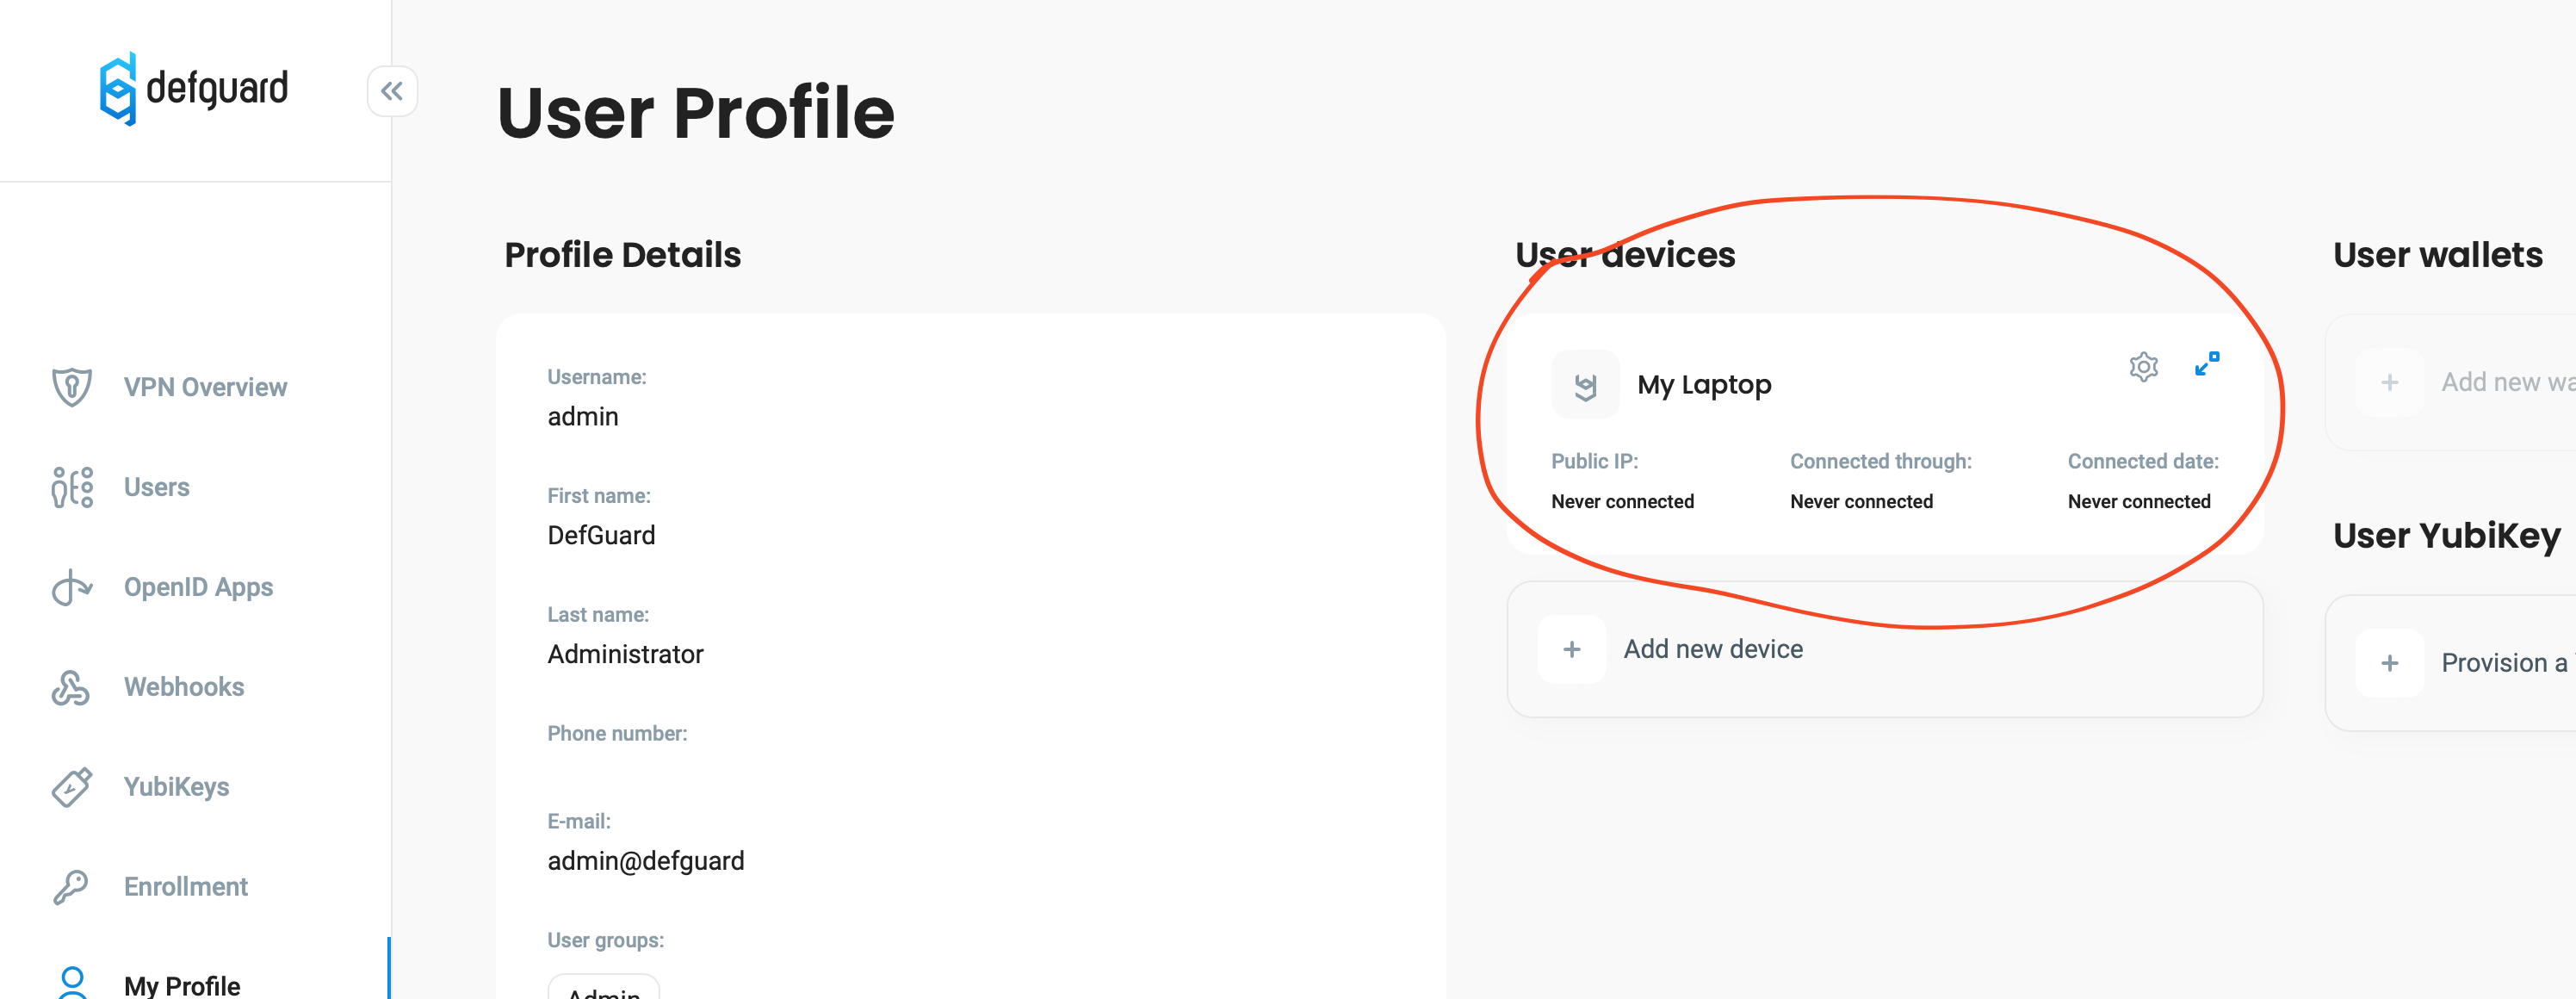 defguard
VPN Overview
Users
OpenID Apps
Webhooks
YubiKeys
Enrollment
My Profile
User Profile
Profile Details
Username:
admin
First name:
DefGuard
Last name:
Administrator
Phone number:
E-mail:
admin@defguard
User groups:
Admin
User devices
My Laptop
Public IP: Connected through: Connected date:
Never connected Never connected Never connected
Add new device
User wallets
Add new wa
User YubiKey
Provision a